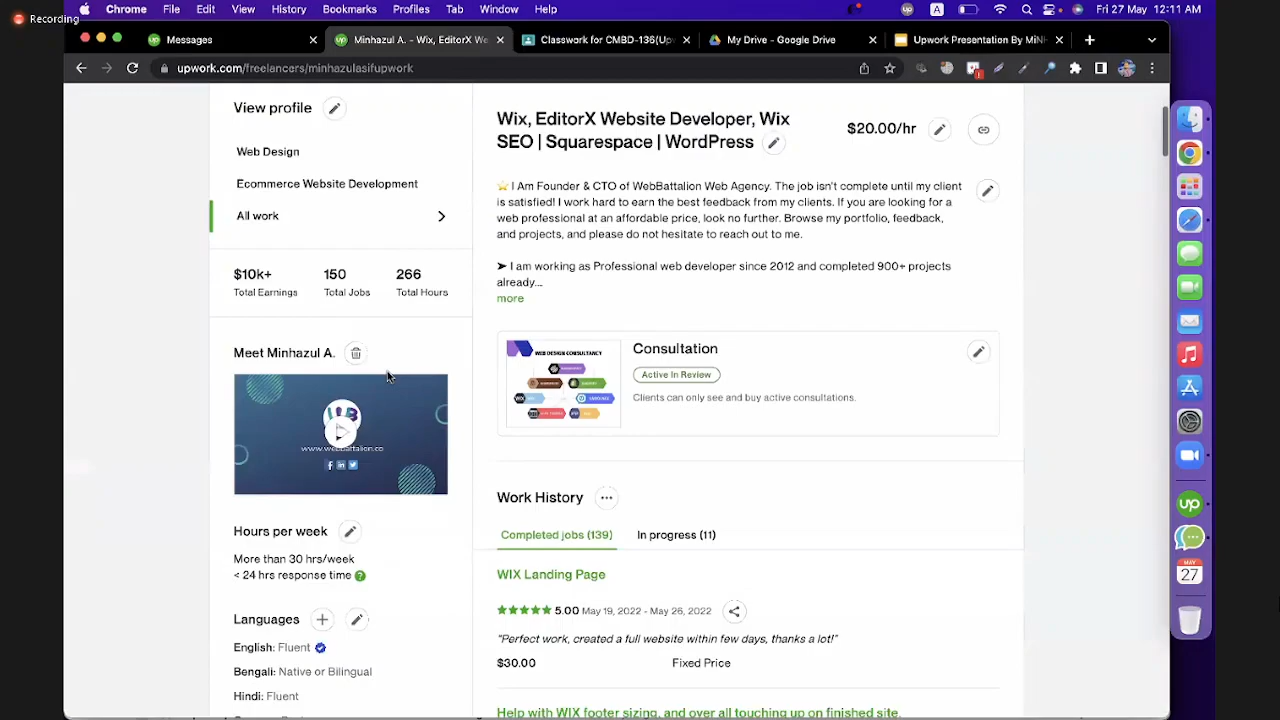 Recording
Chrome File Edit View History Bookmarks Profiles Tab Window Help
A Fri 27 May 12:11 AM
Messages
Minhazul A. - Wix, EditorX We
Classwork for CMBD-136(Upw
My Drive - Google Drive
Upwork Presentation By MiNH
upwork.com/freelancers/minhazulasifupwork
View profile
Web Design
Ecommerce Website Development
All work
$10k+ 150 266
Total Earnings Total Jobs Total Hours
Meet Minhazul A.
www.webbattalion.co
Hours per week
More than 30 hrs/week
< 24 hrs response time
Languages
English: Fluent
Bengali: Native or Bilingual
Hindi: Fluent
Wix, EditorX Website Developer, Wix
SEO | Squarespace | WordPress
$20.00/hr
⭐ I Am Founder & CTO of WebBattalion Web Agency. The job isn't complete until my client
is satisfied! I work hard to earn the best feedback from my clients. If you are looking for a
web professional at an affordable price, look no further. Browse my portfolio, feedback,
and projects, and please do not hesitate to reach out to me.
➤ I am working as Professional web developer since 2012 and completed 900+ projects
already...
more
WEB DESIGN CONSULTANCY
Consultation
Active In Review
Clients can only see and buy active consultations.
Work History
Completed jobs (139) In progress (11)
WIX Landing Page
5.00 May 19, 2022 - May 26, 2022
"Perfect work, created a full website within few days, thanks a lot!"
$30.00 Fixed Price
Help with WIX footer sizing, and over all touching up on finished site.
up
MAY
27